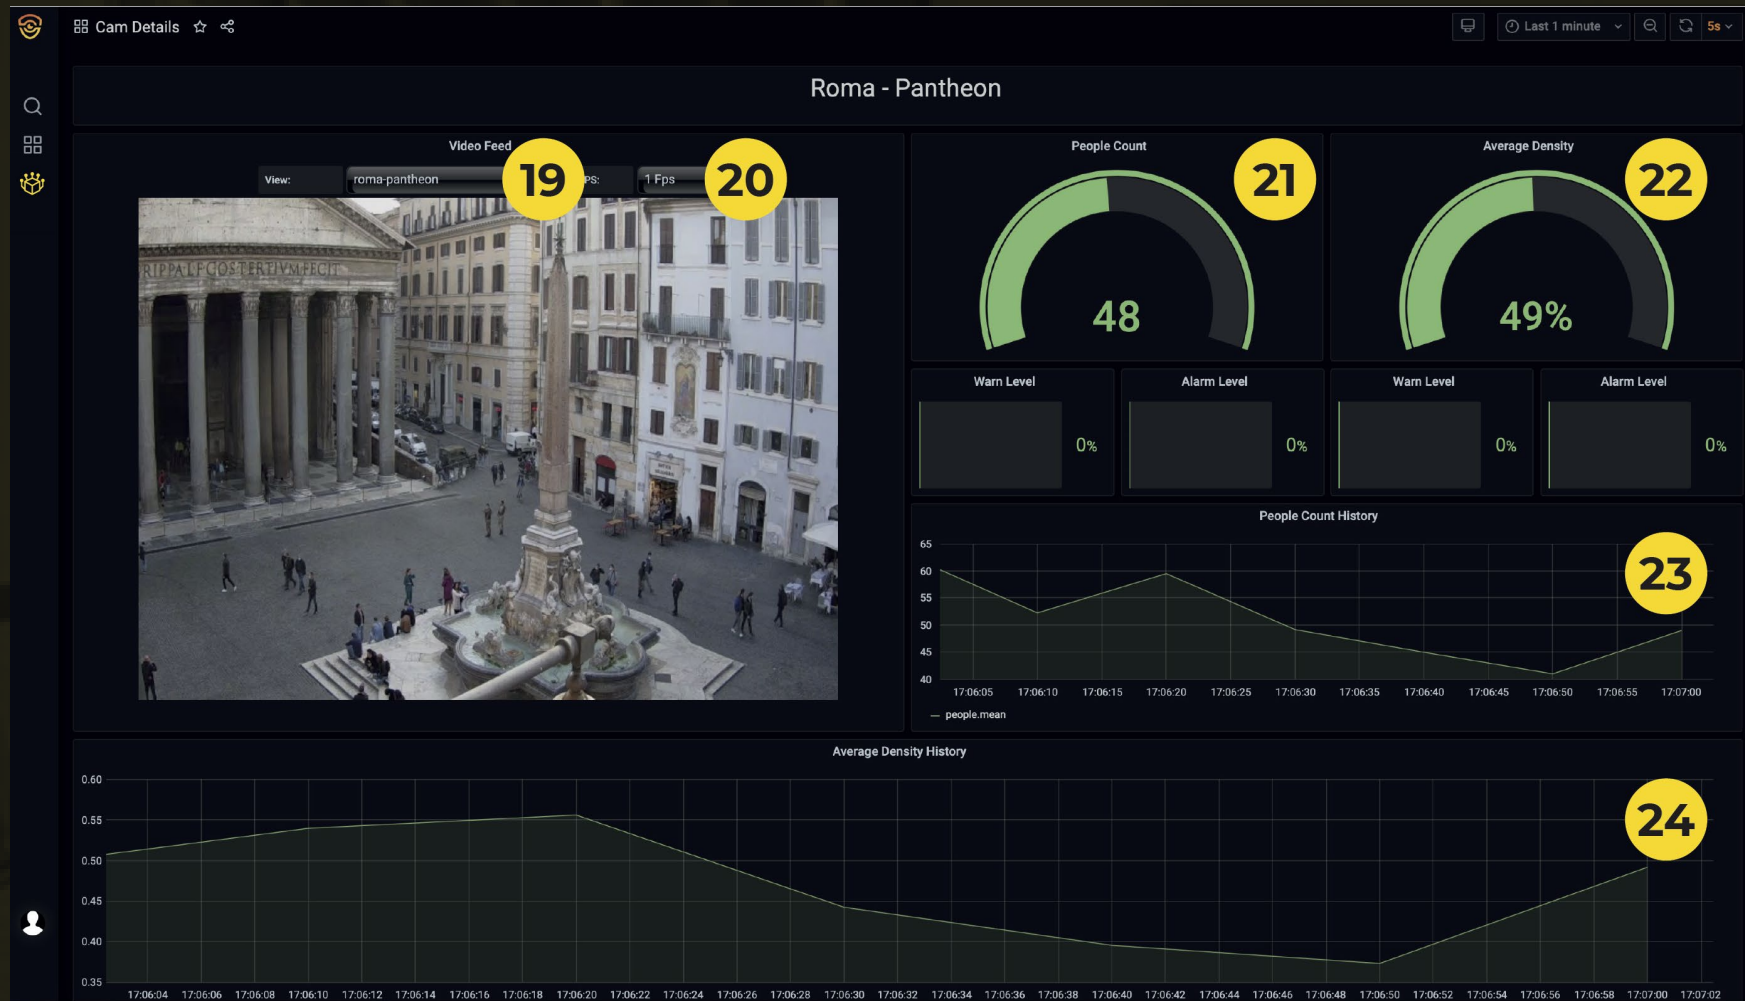 Cam Details
Last 1 minute
5s
Roma - Pantheon
Video Feed
View:
roma-pantheon
19
PS:
1 Fps
20
RIPPA·L·F·COS·TERTIVM·FECIT
People Count
21
48
Average Density
22
49%
Warn Level
0%
Alarm Level
0%
Warn Level
0%
Alarm Level
0%
People Count History
23
65
60
55
50
45
40
17:06:05 17:06:10 17:06:15 17:06:20 17:06:25 17:06:30 17:06:35 17:06:40 17:06:45 17:06:50 17:06:55 17:07:00
people.mean
Average Density History
24
0.60
0.55
0.50
0.45
0.40
0.35
17:06:04 17:06:06 17:06:08 17:06:10 17:06:12 17:06:14 17:06:16 17:06:18 17:06:20 17:06:22 17:06:24 17:06:26 17:06:28 17:06:30 17:06:32 17:06:34 17:06:36 17:06:38 17:06:40 17:06:42 17:06:44 17:06:46 17:06:48 17:06:50 17:06:52 17:06:54 17:06:56 17:06:58 17:07:00 17:07:02